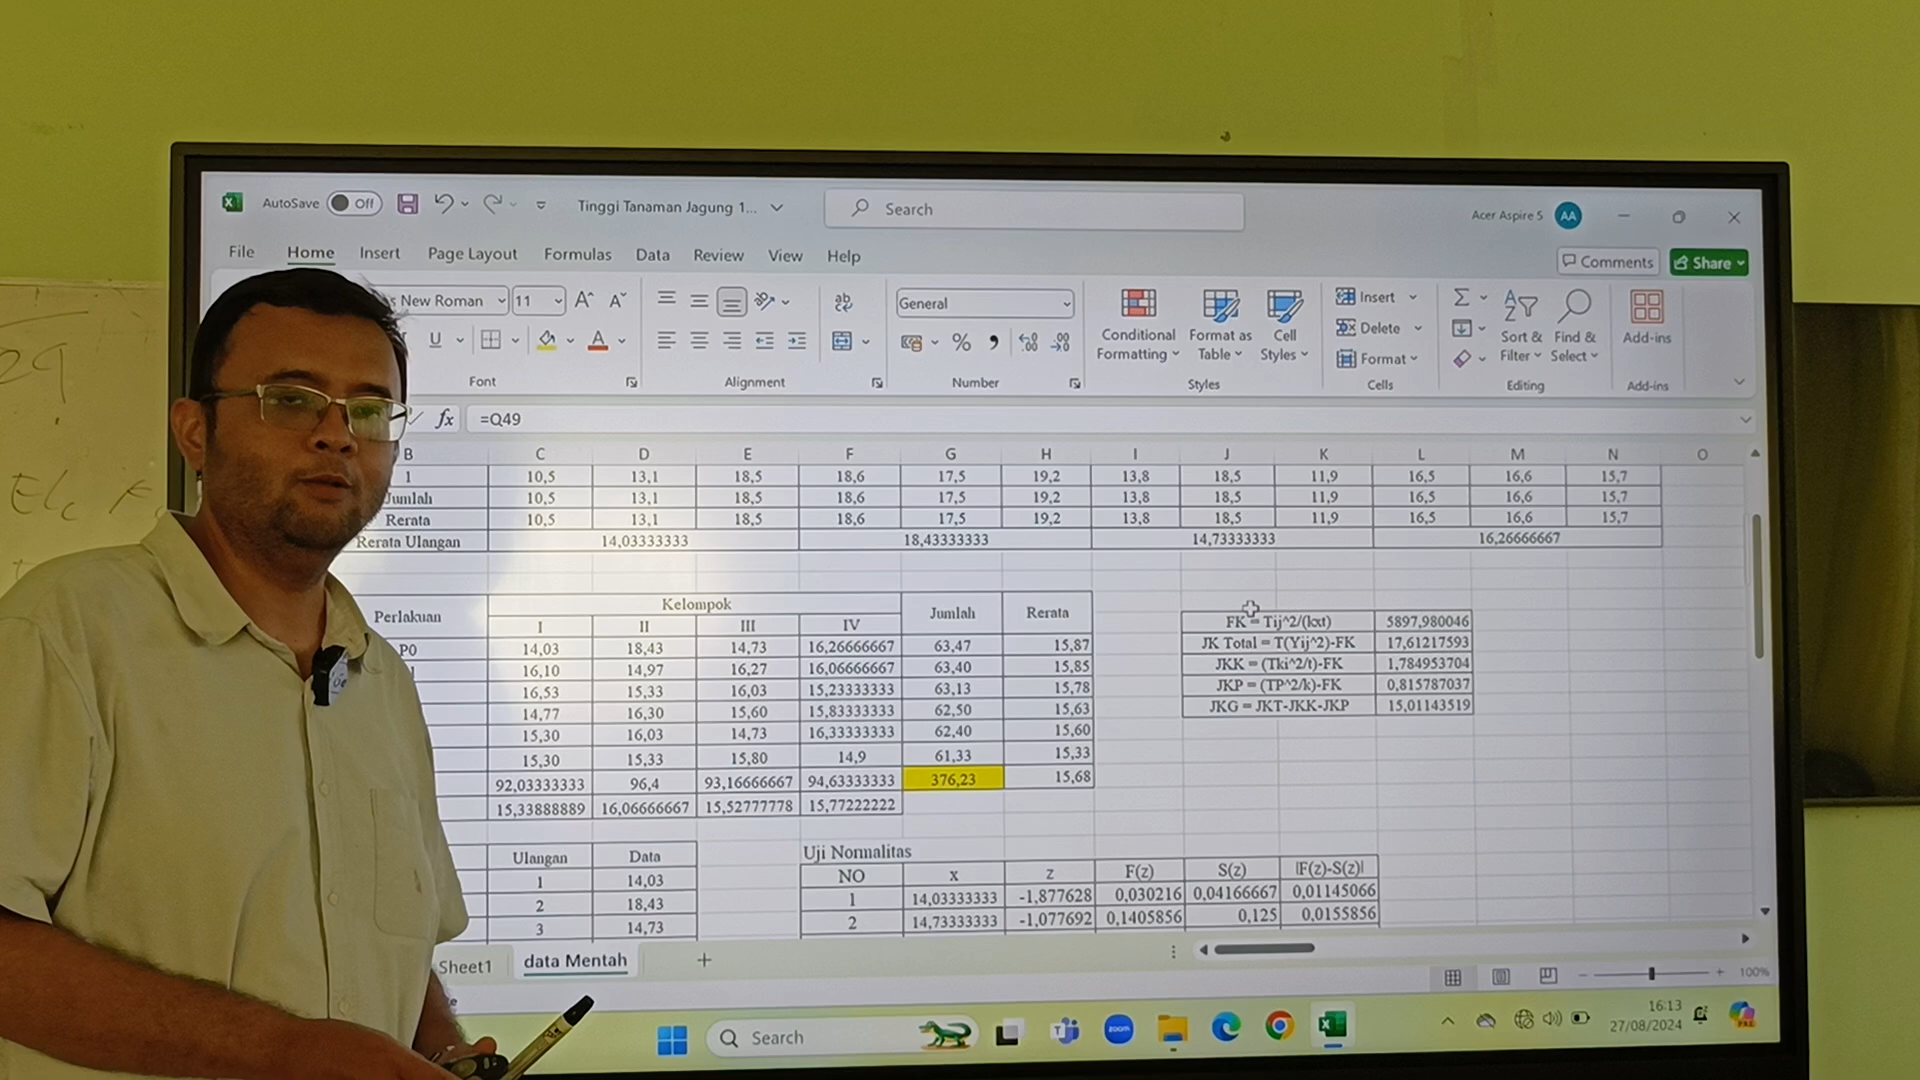 AutoSave Off Tinggi Tanaman Jagung 1... Search Acer Aspire 5 AA
File Home Insert Page Layout Formulas Data Review View Help Comments Share
New Roman 11 A^ Aˇ ab General Conditional Formatting Format as Table Cell Styles Insert Delete Format Sort & Filter Find & Select Add-ins
U A %
Font Alignment Number Styles Cells Editing Add-ins
fx =Q49
B C D E F G H I J K L M N O
1 10,5 13,1 18,5 18,6 17,5 19,2 13,8 18,5 11,9 16,5 16,6 15,7
Jumlah 10,5 13,1 18,5 18,6 17,5 19,2 13,8 18,5 11,9 16,5 16,6 15,7
Rerata 10,5 13,1 18,5 18,6 17,5 19,2 13,8 18,5 11,9 16,5 16,6 15,7
Rerata Ulangan 14,03333333 18,43333333 14,73333333 16,26666667
Perlakuan Kelompok Jumlah Rerata
I II III IV FK = Tij^2/(kxt) 5897,980046
P0 14,03 18,43 14,73 16,26666667 63,47 15,87 JK Total = T(Yij^2)-FK 17,61217593
16,10 14,97 16,27 16,06666667 63,40 15,85 JKK = (Tki^2/t)-FK 1,784953704
16,53 15,33 16,03 15,23333333 63,13 15,78 JKP = (TP^2/k)-FK 0,815787037
14,77 16,30 15,60 15,83333333 62,50 15,63 JKG = JKT-JKK-JKP 15,01143519
15,30 16,03 14,73 16,33333333 62,40 15,60
15,30 15,33 15,80 14,9 61,33 15,33
92,03333333 96,4 93,16666667 94,63333333 376,23 15,68
15,33888889 16,06666667 15,52777778 15,77222222
Ulangan Data Uji Normalitas
1 14,03 NO x z F(z) S(z) |F(z)-S(z)|
2 18,43 1 14,03333333 -1,877628 0,030216 0,04166667 0,01145066
3 14,73 2 14,73333333 -1,077692 0,1405856 0,125 0,0155856
Sheet1 data Mentah +
100%
Search zoom 16:13
27/08/2024